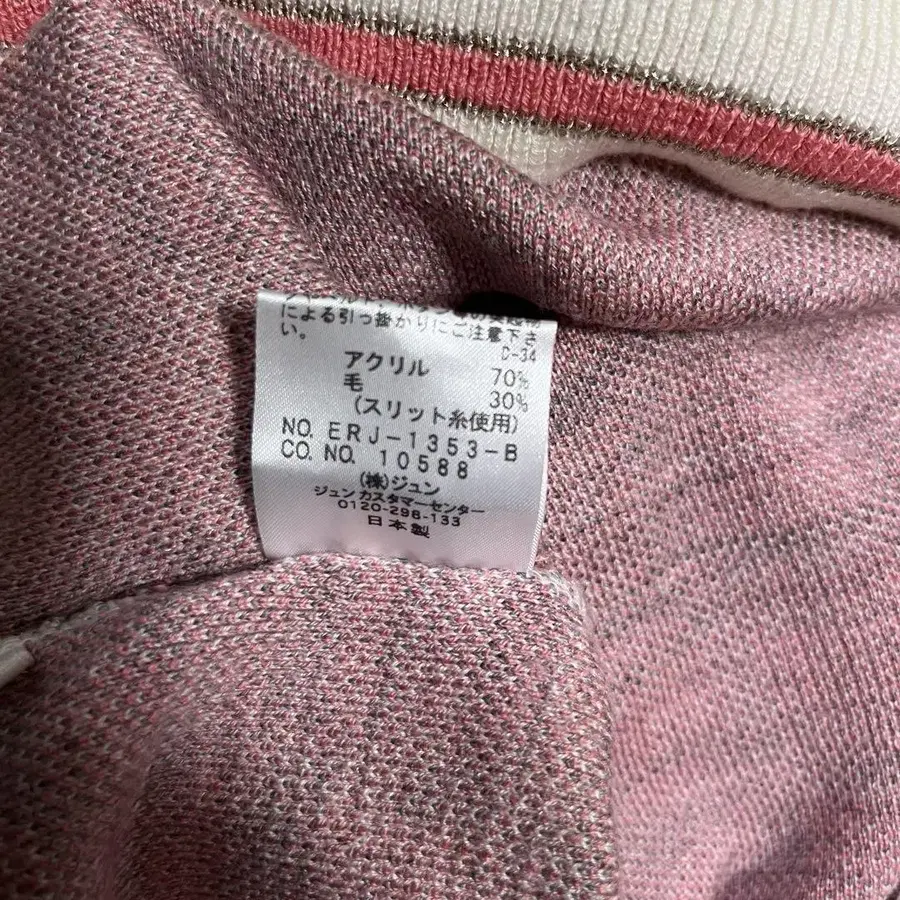 による引っ掛かりにご注意下さ
い。
C-34
アクリル 70%
毛 30%
(スリット糸使用)
NO. ERJ-1353-B
CO. NO. 10588
(株)ジュン
ジュン カスタマーセンター
0120-298-133
日本製